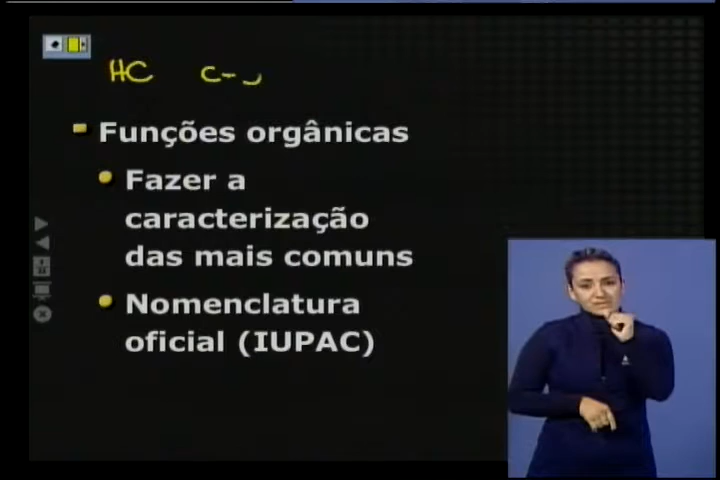 HC C-
Funções orgânicas
Fazer a
caracterização
das mais comuns
Nomenclatura
oficial (IUPAC)